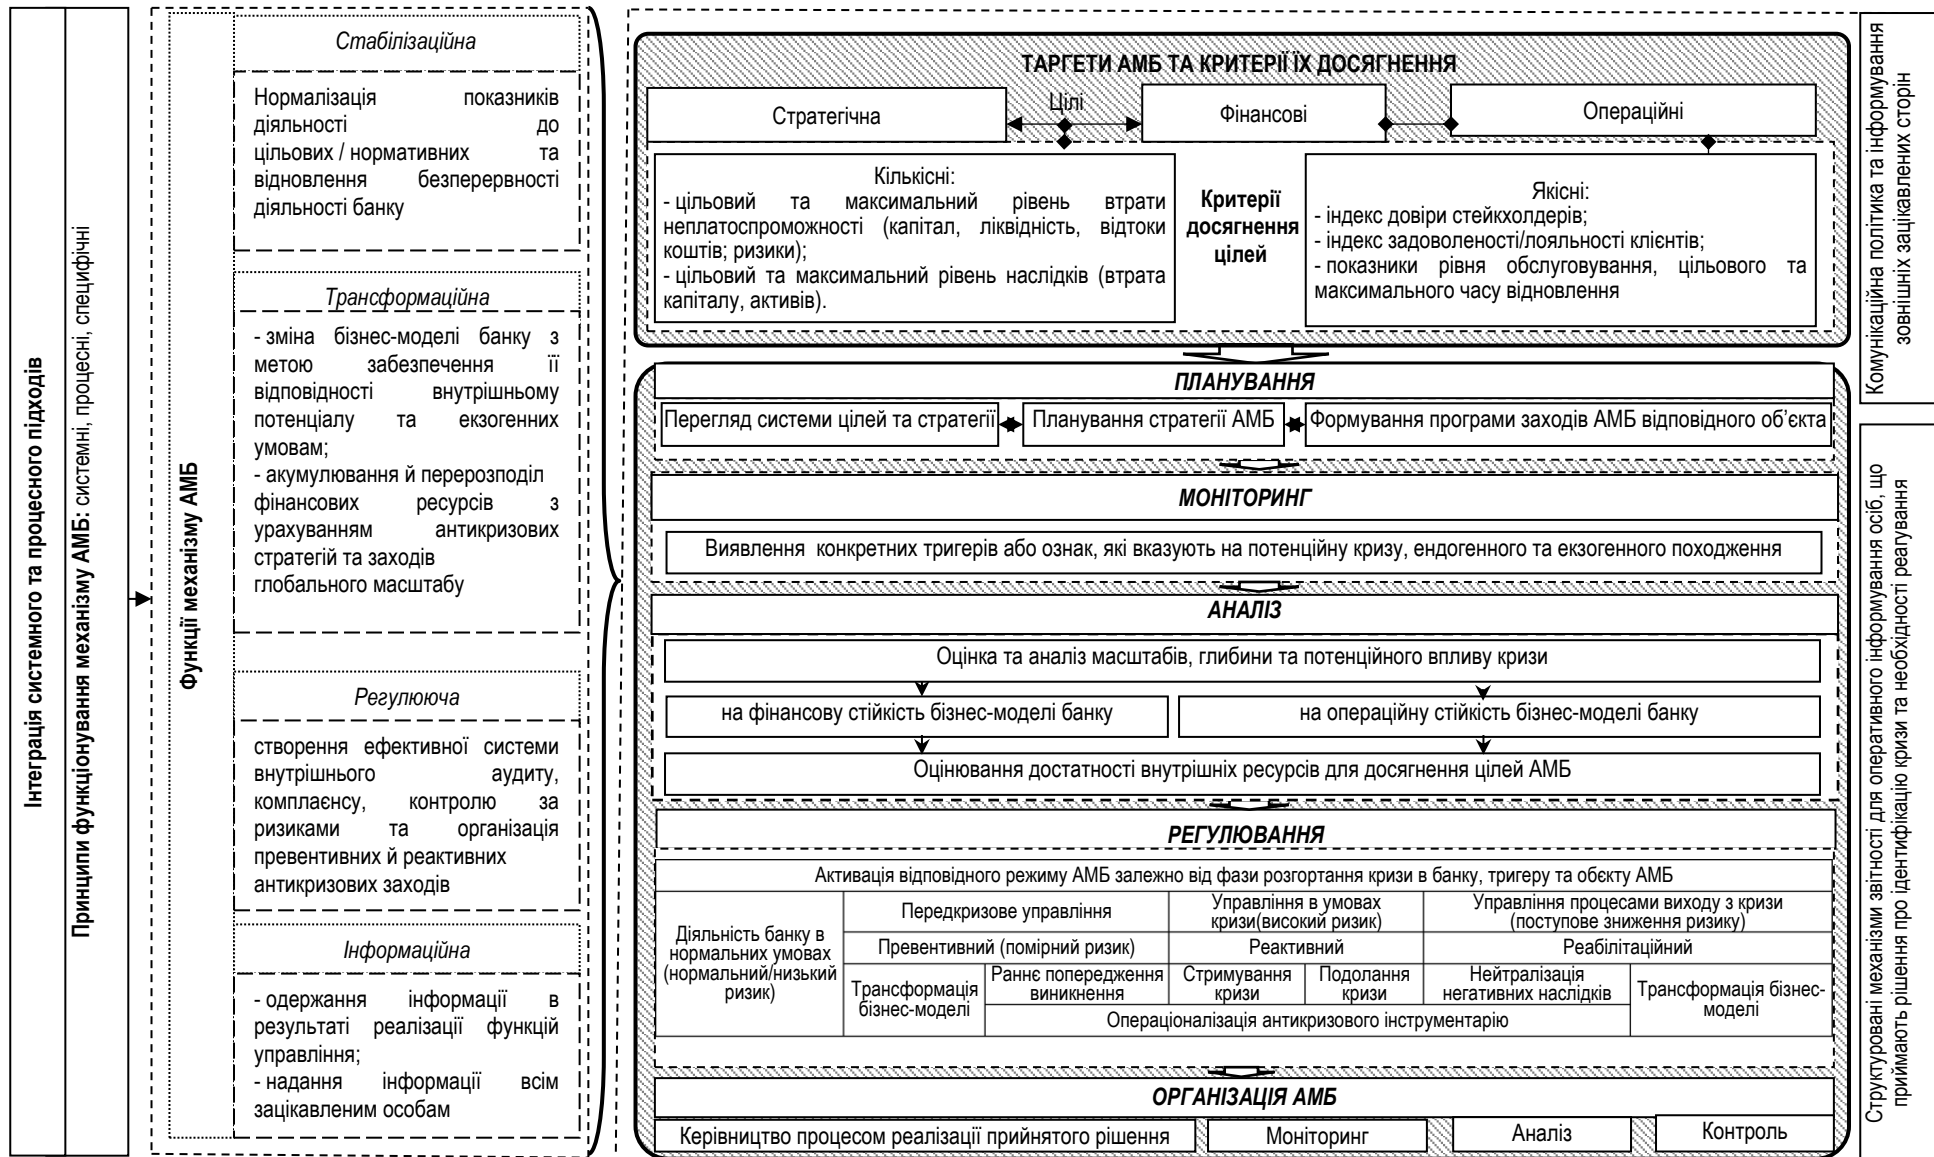 Інтеграція системного та процесного підходів
Принципи функціонування механізму АМБ: системні, процесні, специфічні
Функції механізму АМБ
Стабілізаційна
Нормалізація показників
діяльності до
цільових / нормативних та
відновлення безперервності
діяльності банку
Трансформаційна
- зміна бізнес-моделі банку з
метою забезпечення її
відповідності внутрішньому
потенціалу та екзогенних
умовам;
- акумулювання й перерозподіл
фінансових ресурсів з
урахуванням антикризових
стратегій та заходів
глобального масштабу
Регулююча
створення ефективної системи
внутрішнього аудиту,
комплаєнсу, контролю за
ризиками та організація
превентивних й реактивних
антикризових заходів
Інформаційна
- одержання інформації в
результаті реалізації функцій
управління;
- надання інформації всім
зацікавленим особам
ТАРГЕТИ АМБ ТА КРИТЕРІЇ ЇХ ДОСЯГНЕННЯ
Стратегічна
Цілі
Фінансові
Операційні
Кількісні:
- цільовий та максимальний рівень втрати
неплатоспроможності (капітал, ліквідність, відтоки
коштів; ризики);
- цільовий та максимальний рівень наслідків (втрата
капіталу, активів).
Критерії
досягнення
цілей
Якісні:
- індекс довіри стейкхолдерів;
- індекс задоволеності/лояльності клієнтів;
- показники рівня обслуговування, цільового та
максимального часу відновлення
ПЛАНУВАННЯ
Перегляд системи цілей та стратегії
Планування стратегії АМБ
Формування програми заходів АМБ відповідного об’єкта
МОНІТОРИНГ
Виявлення конкретних тригерів або ознак, які вказують на потенційну кризу, ендогенного та екзогенного походження
АНАЛІЗ
Оцінка та аналіз масштабів, глибини та потенційного впливу кризи
на фінансову стійкість бізнес-моделі банку
на операційну стійкість бізнес-моделі банку
Оцінювання достатності внутрішніх ресурсів для досягнення цілей АМБ
РЕГУЛЮВАННЯ
Активація відповідного режиму АМБ залежно від фази розгортання кризи в банку, тригеру та обєкту АМБ
Діяльність банку в
нормальних умовах
(нормальний/низький
ризик)
Передкризове управління
Управління в умовах
кризи(високий ризик)
Управління процесами виходу з кризи
(поступове зниження ризику)
Превентивний (помірний ризик)
Реактивний
Реабілітаційний
Трансформація
бізнес-моделі
Раннє попередження
виникнення
Стримування
кризи
Подолання
кризи
Нейтралізація
негативних наслідків
Трансформація бізнес-
моделі
Операціоналізація антикризового інструментарію
ОРГАНІЗАЦІЯ АМБ
Керівництво процесом реалізації прийнятого рішення
Моніторинг
Аналіз
Контроль
Комунікаційна політика та інформування
зовнішніх зацікавлених сторін
Структуровані механізми звітності для оперативного інформування осіб, що
приймають рішення про ідентифікацію кризи та необхідності реагування